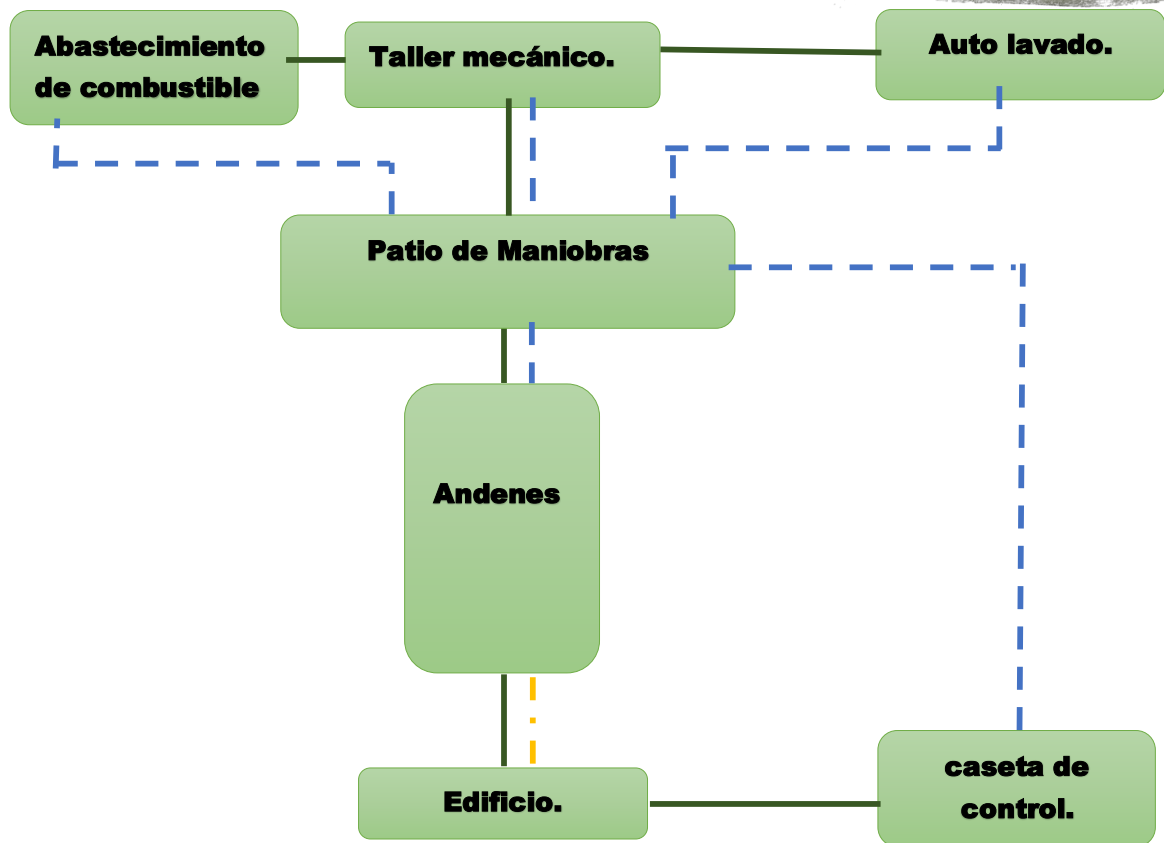 Abastecimiento
de combustible
Taller mecánico.
Auto lavado.
Patio de Maniobras
Andenes
Edificio.
caseta de
control.